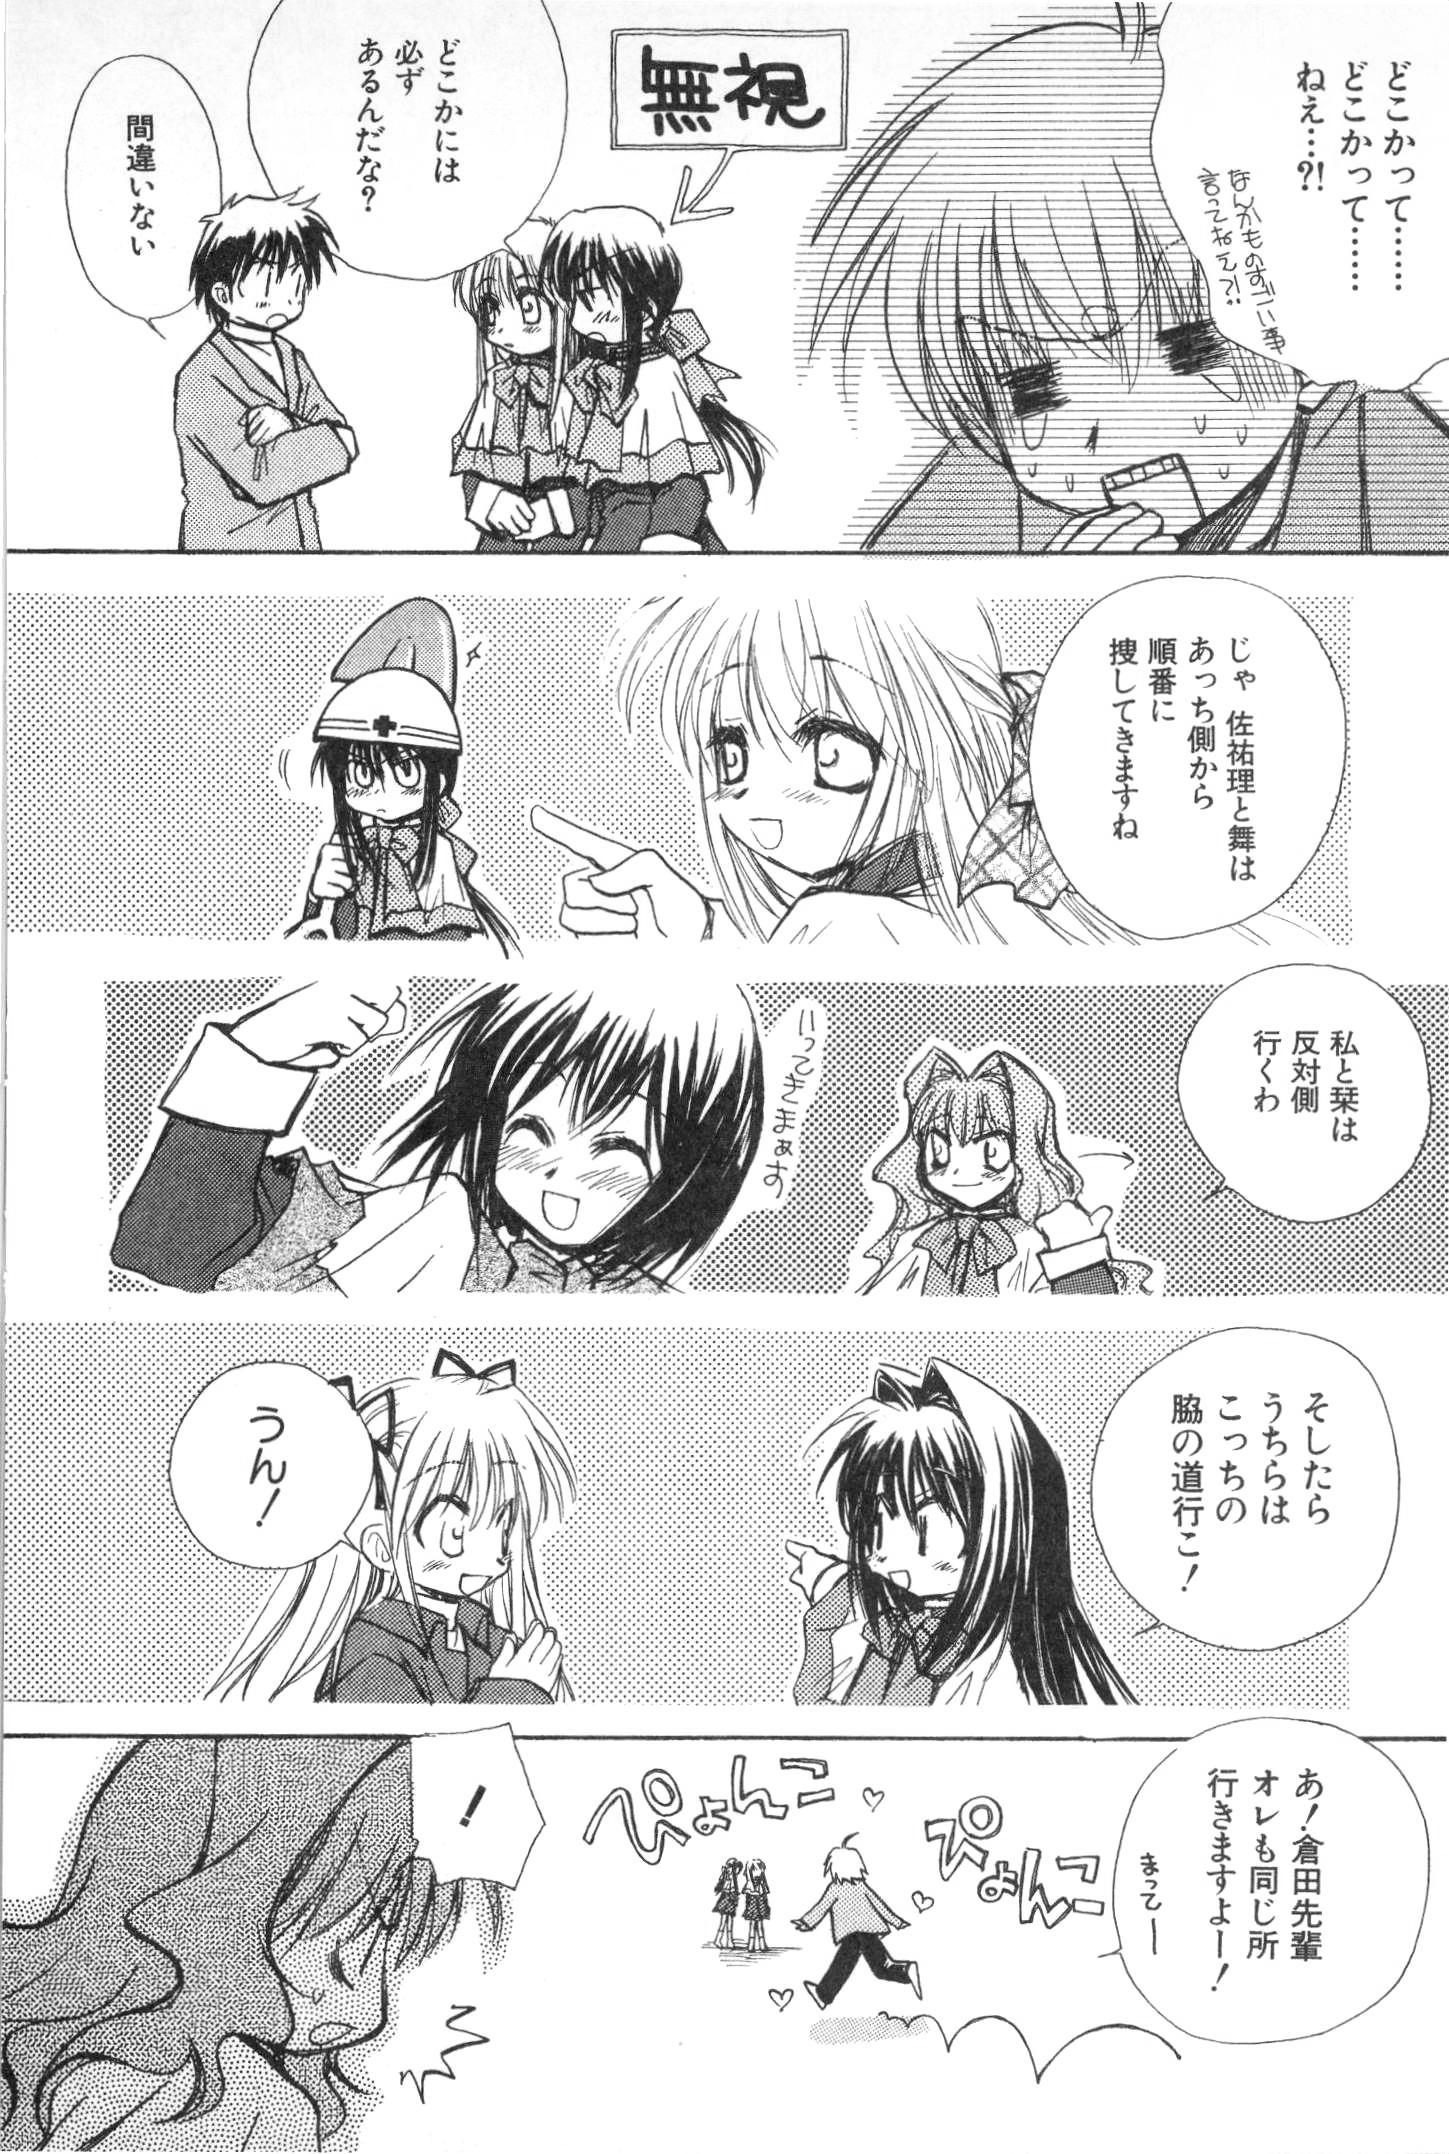 どこかって……
どこかって……
ねえ…?!
なんかものすごい事
言ってねえ?!
無視
どこかには
必ず
あるんだな?
間違いない
じゃ 佐祐理と舞は
あっち側から
順番に
捜してきますね
私と栞は
反対側
行くわ
いってきまぁす
そしたら
うちらは
こっちの
脇の道行こ!
うん!
あ!倉田先輩
オレも同じ所
行きますよー!
まってー
ぴょんこ
ぴょんこ
!